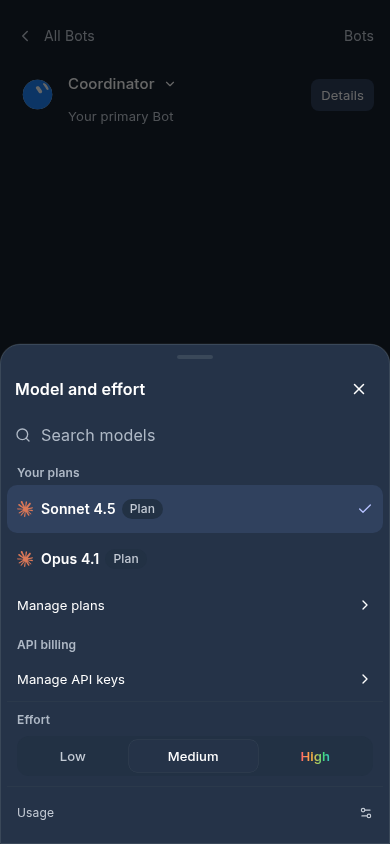 All Bots
Bots
Coordinator
Your primary Bot
Details
Model and effort
Search models
Your plans
Sonnet 4.5 Plan
Opus 4.1 Plan
Manage plans
API billing
Manage API keys
Effort
Low Medium High
Usage